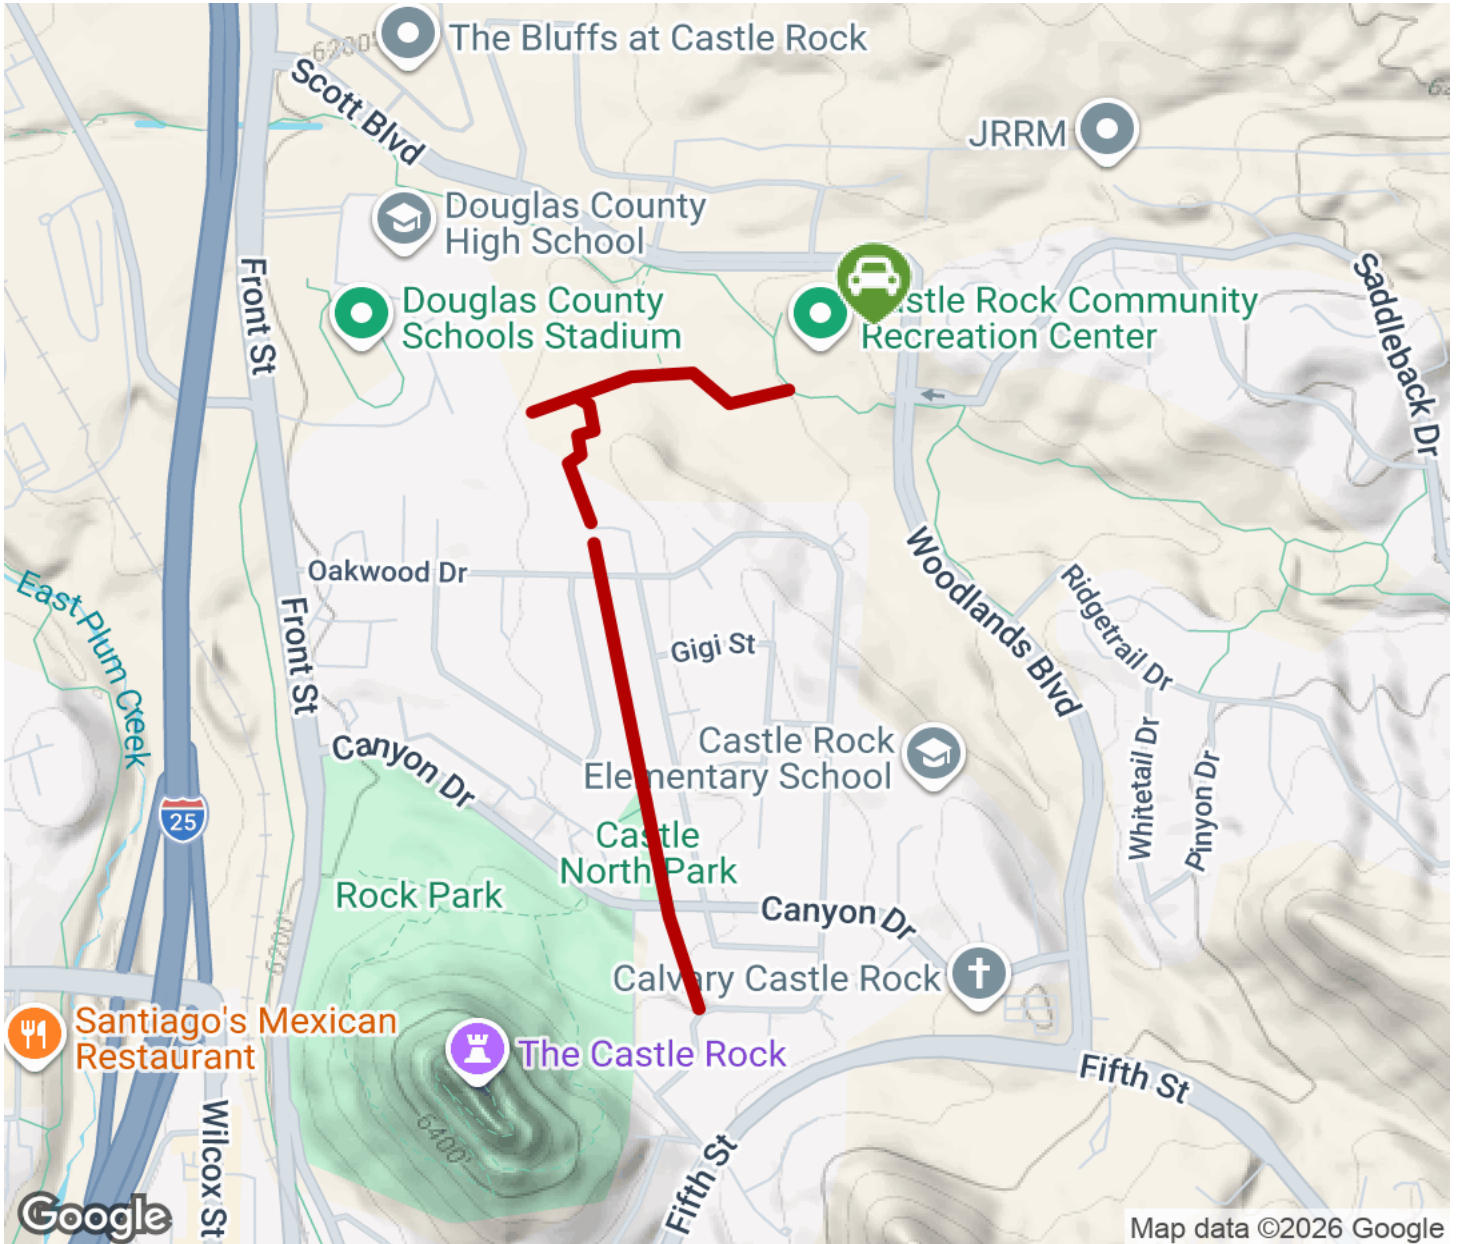 The Bluffs at Castle Rock
6200'
Scott Blvd
JRRM
Douglas County
High School
Front St
Saddleback Dr
Douglas County
Schools Stadium
stle Rock Community
Recreation Center
Oakwood Dr
East Plum Creek
Front St
Woodlands Blvd
Ridgetrail Dr
Gigi St
Canyon Dr
Castle Rock
Elementary School
Whitetail Dr
Pinyon Dr
25
Castle
North Park
Rock Park
Canyon Dr
6200'
Calvary Castle Rock
Santiago's Mexican
Restaurant
The Castle Rock
Fifth St
6400'
Wilcox St
Fifth St
Google
Map data ©2026 Google